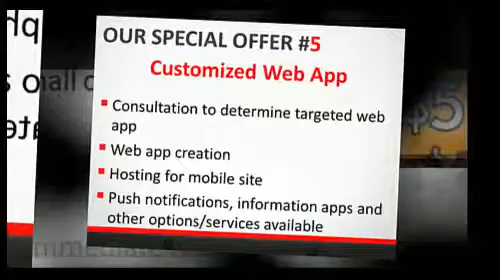 OUR SPECIAL OFFER #5
Customized Web App
Consultation to determine targeted web
app
Web app creation
Hosting for mobile site
Push notifications, information apps and
other options/services available